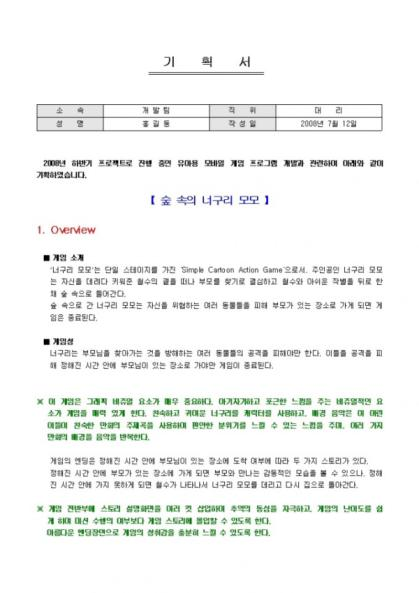 기 획 서
소 속 개 발 팀 직 위 대 리
성 명 홍 길 동 작 성 일 2008년 7월 12일
2008년 하반기 프로젝트로 진행 중인 유아용 모바일 게임 프로그램 개발과 관련하여 아래와 같이
기획하였습니다.
【 숲 속의 너구리 모모 】
1. Overview
■ 게임 소개
'너구리 모모'는 단일 스테이지를 가진 'Simple Cartoon Action Game'으로서, 주인공인 너구리 모모
는 자신을 데려다 키워준 철수의 곁을 떠나 부모를 찾기로 결심하고 철수와 아쉬운 작별을 뒤로 한
채 숲 속으로 들어간다.
숲 속으로 간 너구리 모모는 자신을 위협하는 여러 동물들을 피해 부모가 있는 장소로 가게 되면 게
임은 종료된다.
■ 게임성
너구리는 부모님을 찾아가는 것을 방해하는 여러 동물들의 공격을 피해야만 한다. 이들을 공격을 피
해 정해진 시간 안에 부모님이 있는 장소로 가야만 게임이 종료된다.
※ 이 게임은 그래픽 비쥬얼 요소가 매우 중요하다. 아기자기하고 포근한 느낌을 주는 비쥬얼적인 요
소가 게임을 매력 있게 한다. 친숙하고 귀여운 너구리를 캐릭터를 사용하고, 배경 음악은 이 어린
이들이 친숙한 만화의 주제곡을 사용하여 편안한 분위기를 느낄 수 있는 느낌을 주며, 여러 가지
만화의 배경을 음악을 반복한다.
게임의 엔딩은 정해진 시간 안에 부모님이 있는 장소에 도착 여부에 따라 두 가지 스토리가 있다.
정해진 시간 안에 부모가 있는 장소에 가게 되면 부모와 만나는 감동적인 모습을 볼 수 있으나, 정해
진 시간 안에 가지 못하게 되면 철수가 나타나서 너구리 모모를 데리고 다시 집으로 돌아간다.
※ 게임 전반부에 스토리 설명화면을 여러 컷 삽입하여 추억의 동심을 자극하고, 게임의 난이도를 쉽
게 하여 미션 수행의 여부보다 게임 스토리에 몰입할 수 있도록 한다.
아름다운 엔딩장면으로 게임의 성취감을 충분히 느낄 수 있도록 한다.